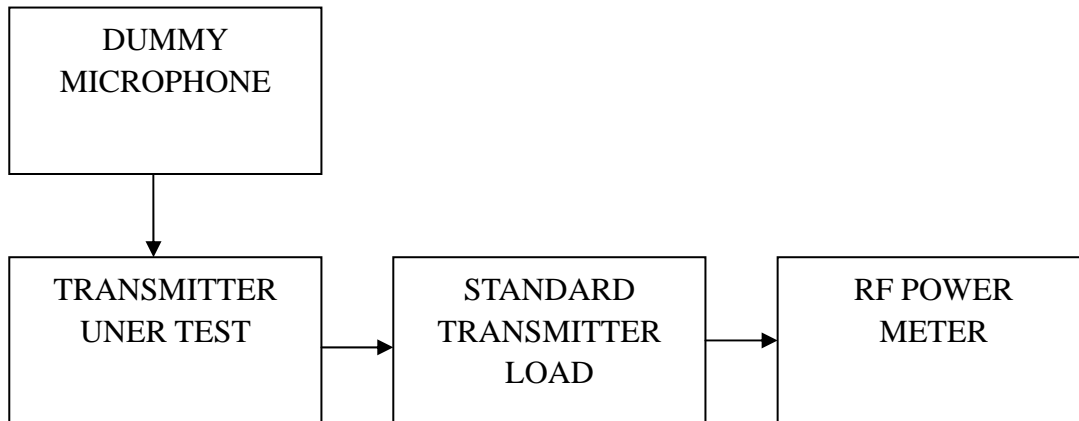 DUMMY
MICROPHONE
TRANSMITTER
UNER TEST
STANDARD
TRANSMITTER
LOAD
RF POWER
METER